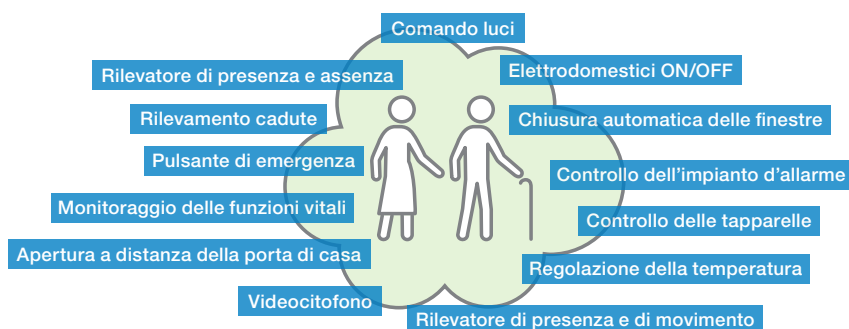 Comando luci
Rilevatore di presenza e assenza
Elettrodomestici ON/OFF
Rilevamento cadute
Chiusura automatica delle finestre
Pulsante di emergenza
Controllo dell’impianto d’allarme
Monitoraggio delle funzioni vitali
Controllo delle tapparelle
Apertura a distanza della porta di casa
Regolazione della temperatura
Videocitofono
Rilevatore di presenza e di movimento